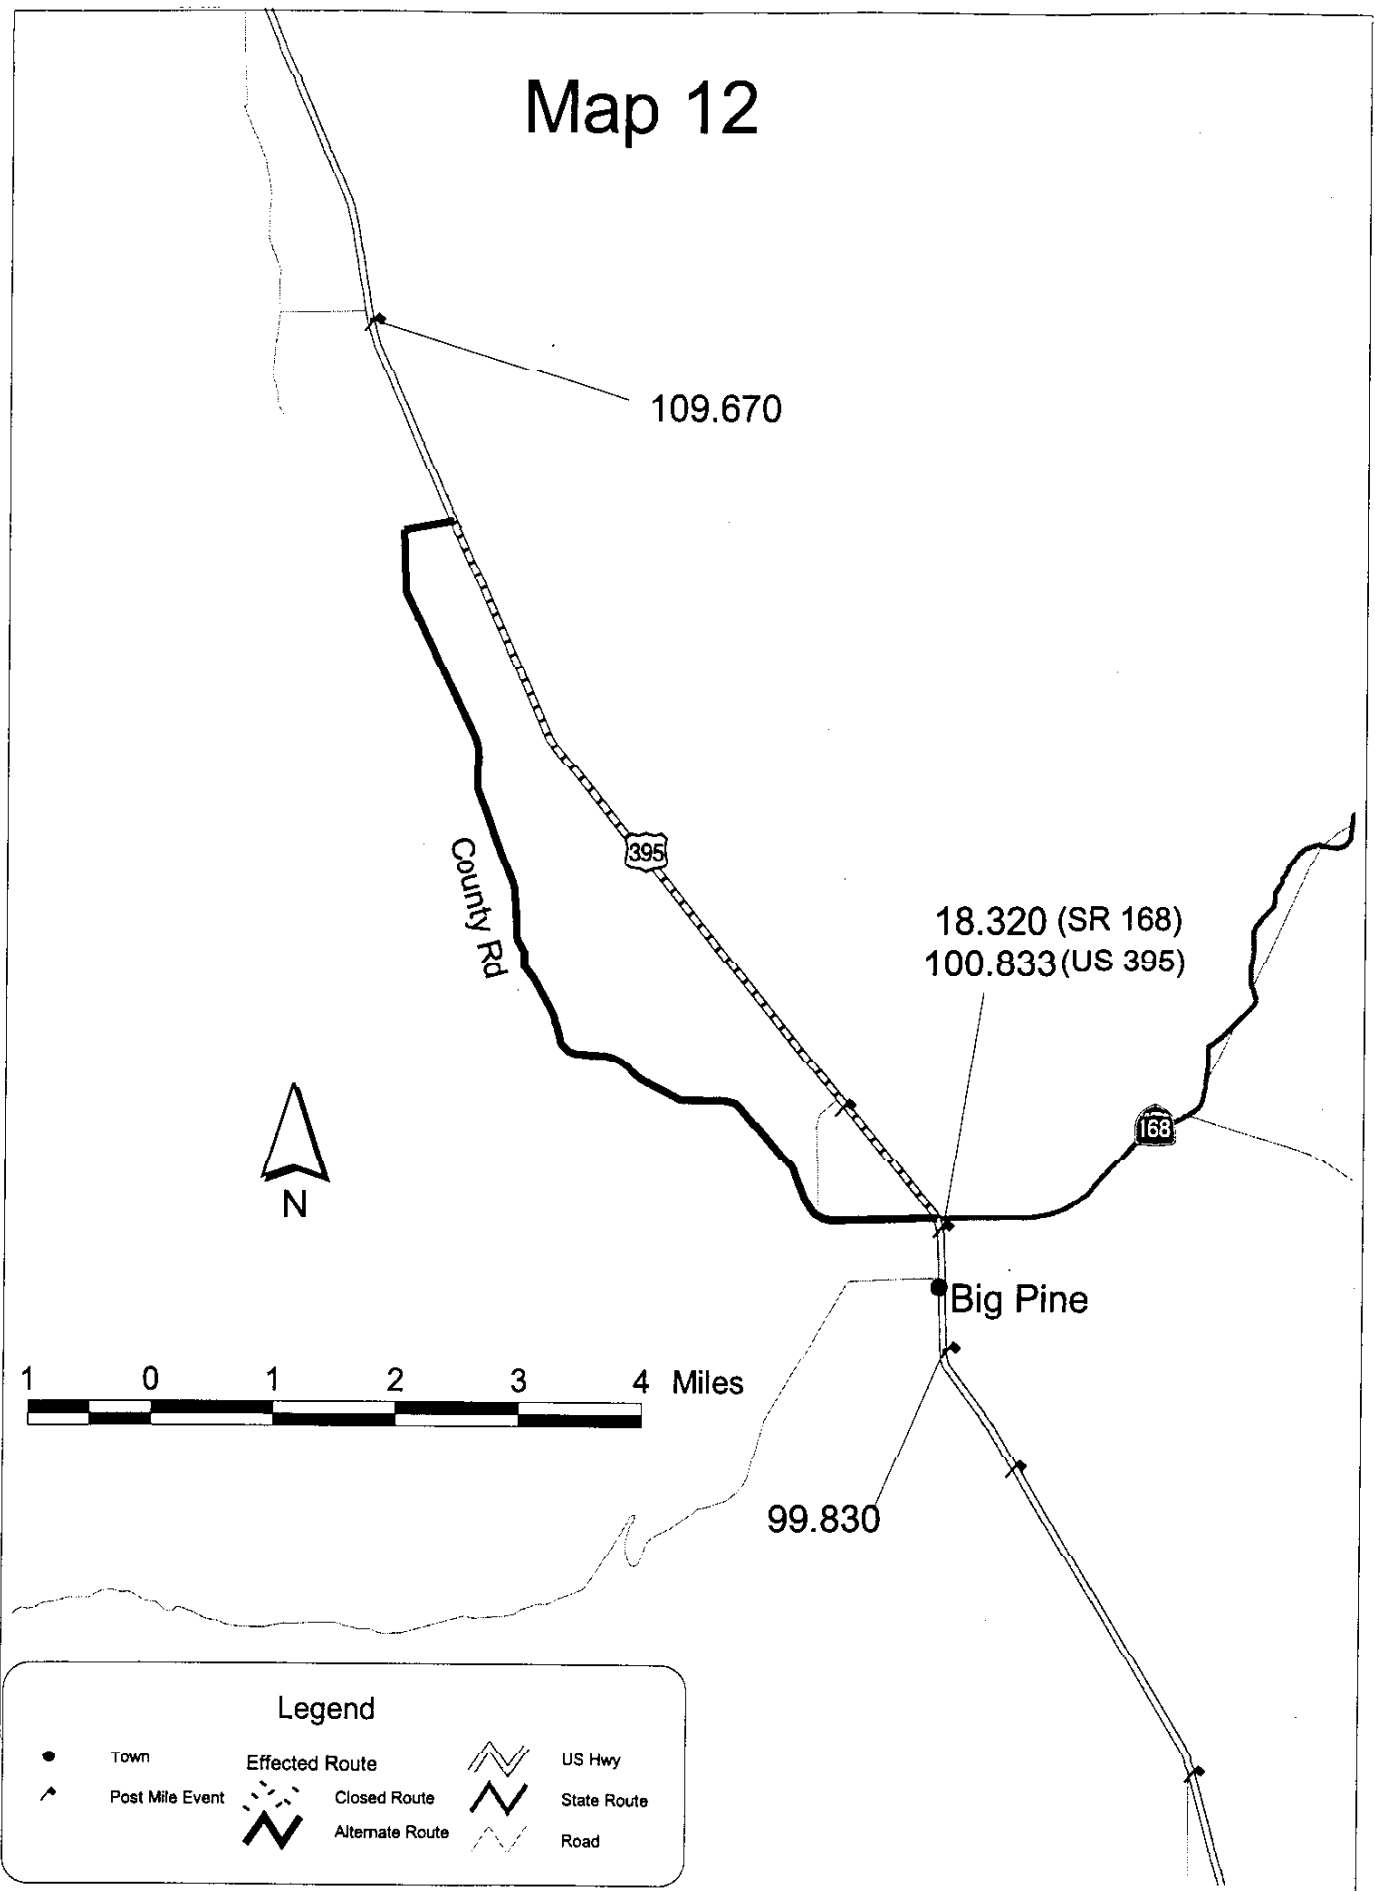 Map 12
109.670
395
County Rd
18.320 (SR 168)
100.833 (US 395)
168
N
Big Pine
1 0 1 2 3 4 Miles
99.830
Legend
Town
Post Mile Event
Effected Route
Closed Route
Alternate Route
US Hwy
State Route
Road